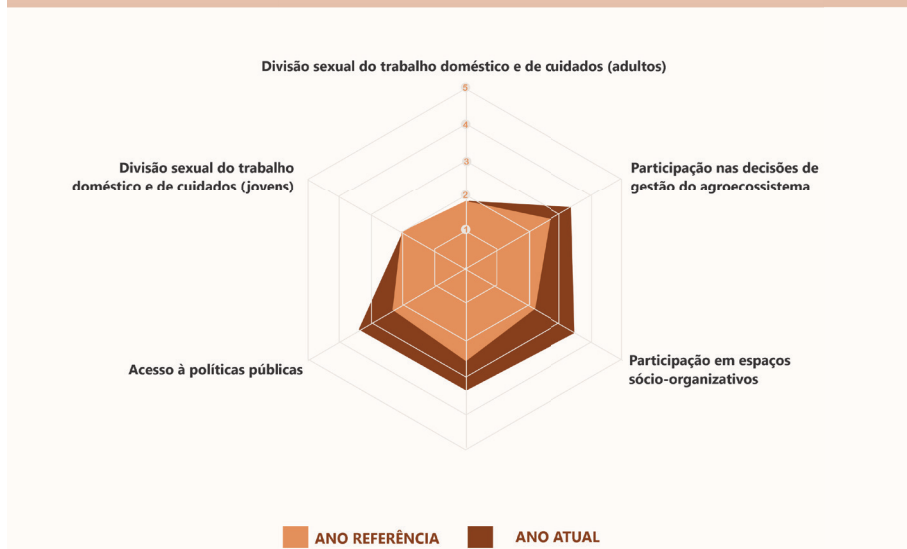 Divisão sexual do trabalho doméstico e de cuidados (adultos)
5
4
3
2
1
Divisão sexual do trabalho
doméstico e de cuidados (jovens)
Participação nas decisões de
gestão do agroecossistema
Acesso à políticas públicas
Participação em espaços
sócio-organizativos
ANO REFERÊNCIA
ANO ATUAL